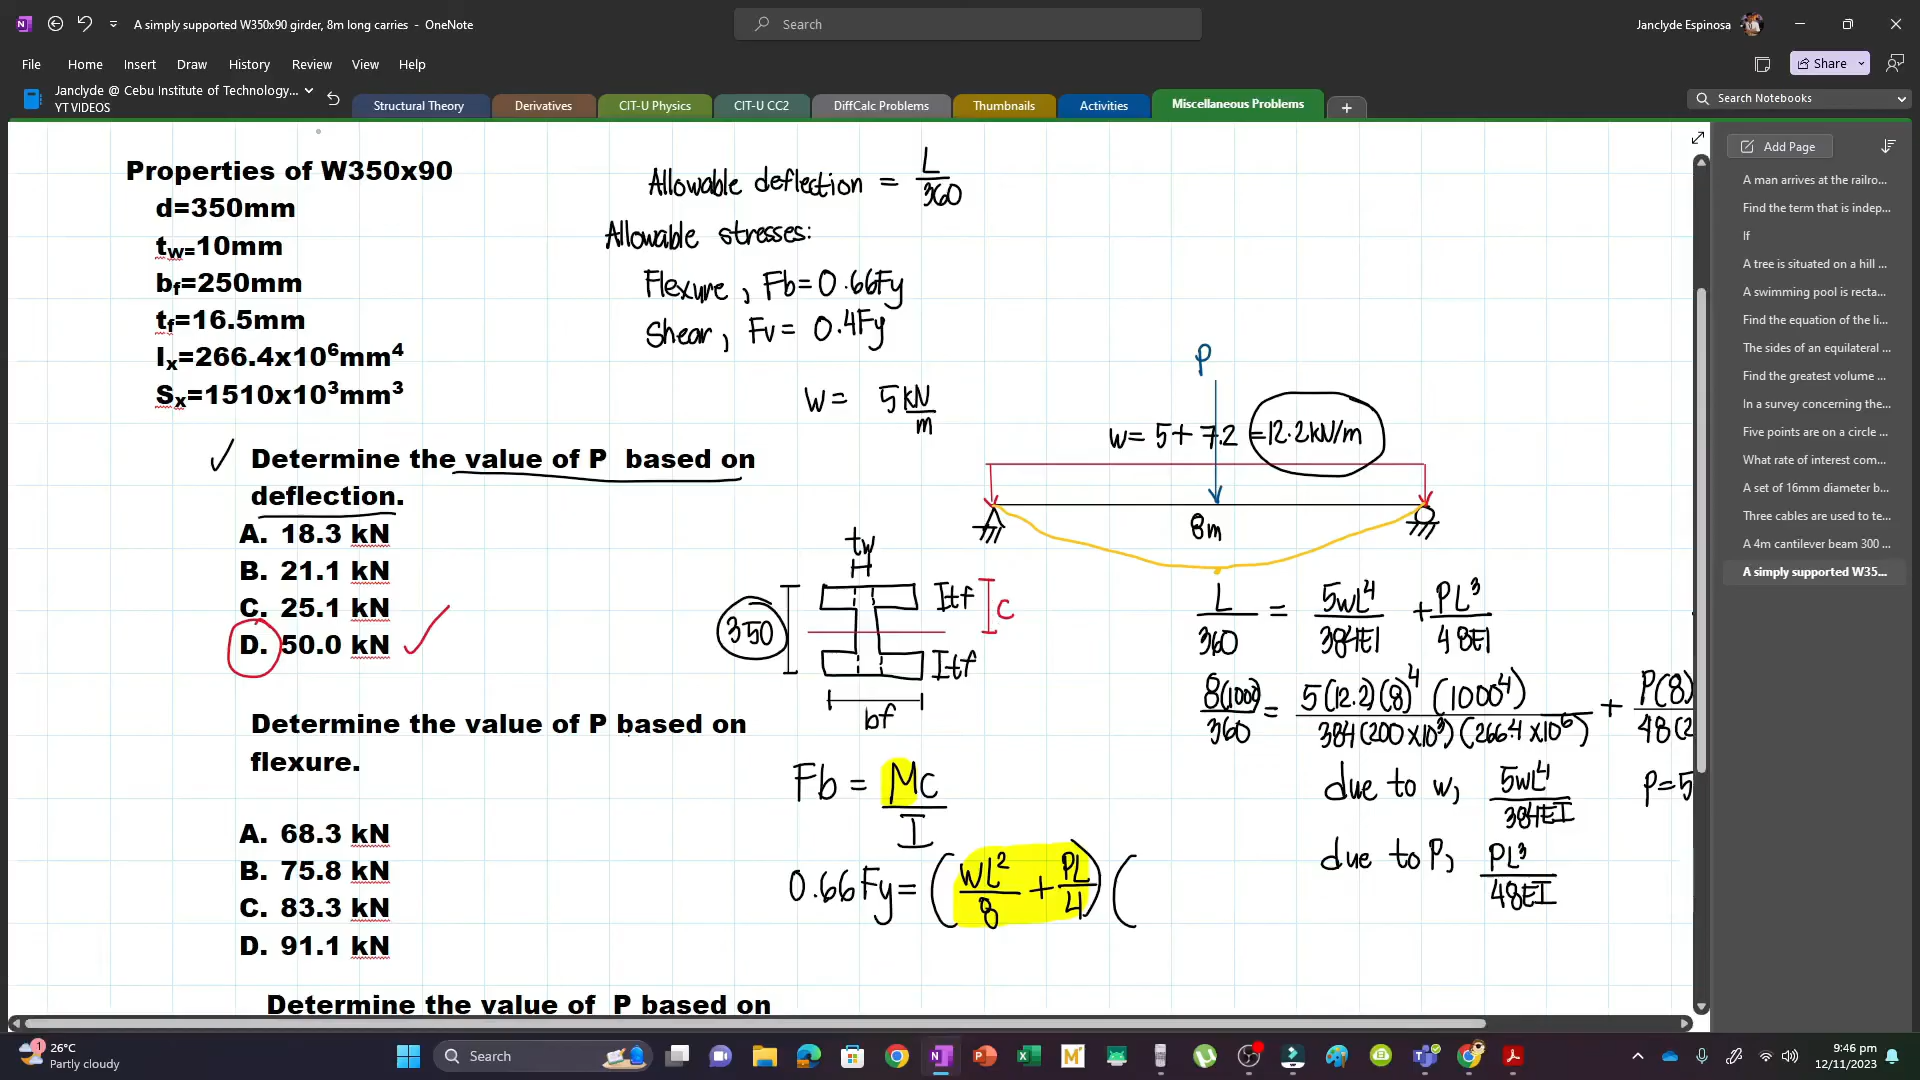 A simply supported W350x90 girder, 8m long carries - OneNote
Search
Janclyde Espinosa
File Home Insert Draw History Review View Help
Share
Janclyde @ Cebu Institute of Technology...
YT VIDEOS
Structural Theory
Derivatives
CIT-U Physics
CIT-U CC2
DiffCalc Problems
Thumbnails
Activities
Miscellaneous Problems
+
Search Notebooks
Add Page
A man arrives at the railro...
Find the term that is indep...
If
A tree is situated on a hill ...
A swimming pool is recta...
Find the equation of the li...
The sides of an equilateral ...
Find the greatest volume ...
In a survey concerning the...
Five points are on a circle ...
What rate of interest com...
A set of 16mm diameter b...
Three cables are used to te...
A 4m cantilever beam 300 ...
A simply supported W35...
Properties of W350x90
d=350mm
tw=10mm
bf=250mm
tf=16.5mm
Ix=266.4x10⁶mm⁴
Sx=1510x10³mm³
✓ Determine the value of P based on
deflection.
A. 18.3 kN
B. 21.1 kN
C. 25.1 kN
D. 50.0 kN ✓
Determine the value of P based on
flexure.
A. 68.3 kN
B. 75.8 kN
C. 83.3 kN
D. 91.1 kN
Determine the value of P based on
Allowable deflection = L/360
Allowable stresses:
Flexure, Fb = 0.66Fy
Shear, Fv = 0.4Fy
W = 5 kN/m
P
w = 5 + 7.2 = 12.2 kN/m
8m
tw
350
tf
c
tf
bf
L/360 = 5wL⁴/384EI + PL³/48EI
8(1000)/360 = 5(12.2)(8)⁴(1000⁴)/384(200x10³)(266.4x10⁶) + P(8)/48(2
due to w, 5wL⁴/384EI
P=5
due to P, PL³/48EI
Fb = Mc/I
0.66Fy = (WL²/8 + PL/4) (
1
26°C
Partly cloudy
Search
9:46 pm
12/11/2023